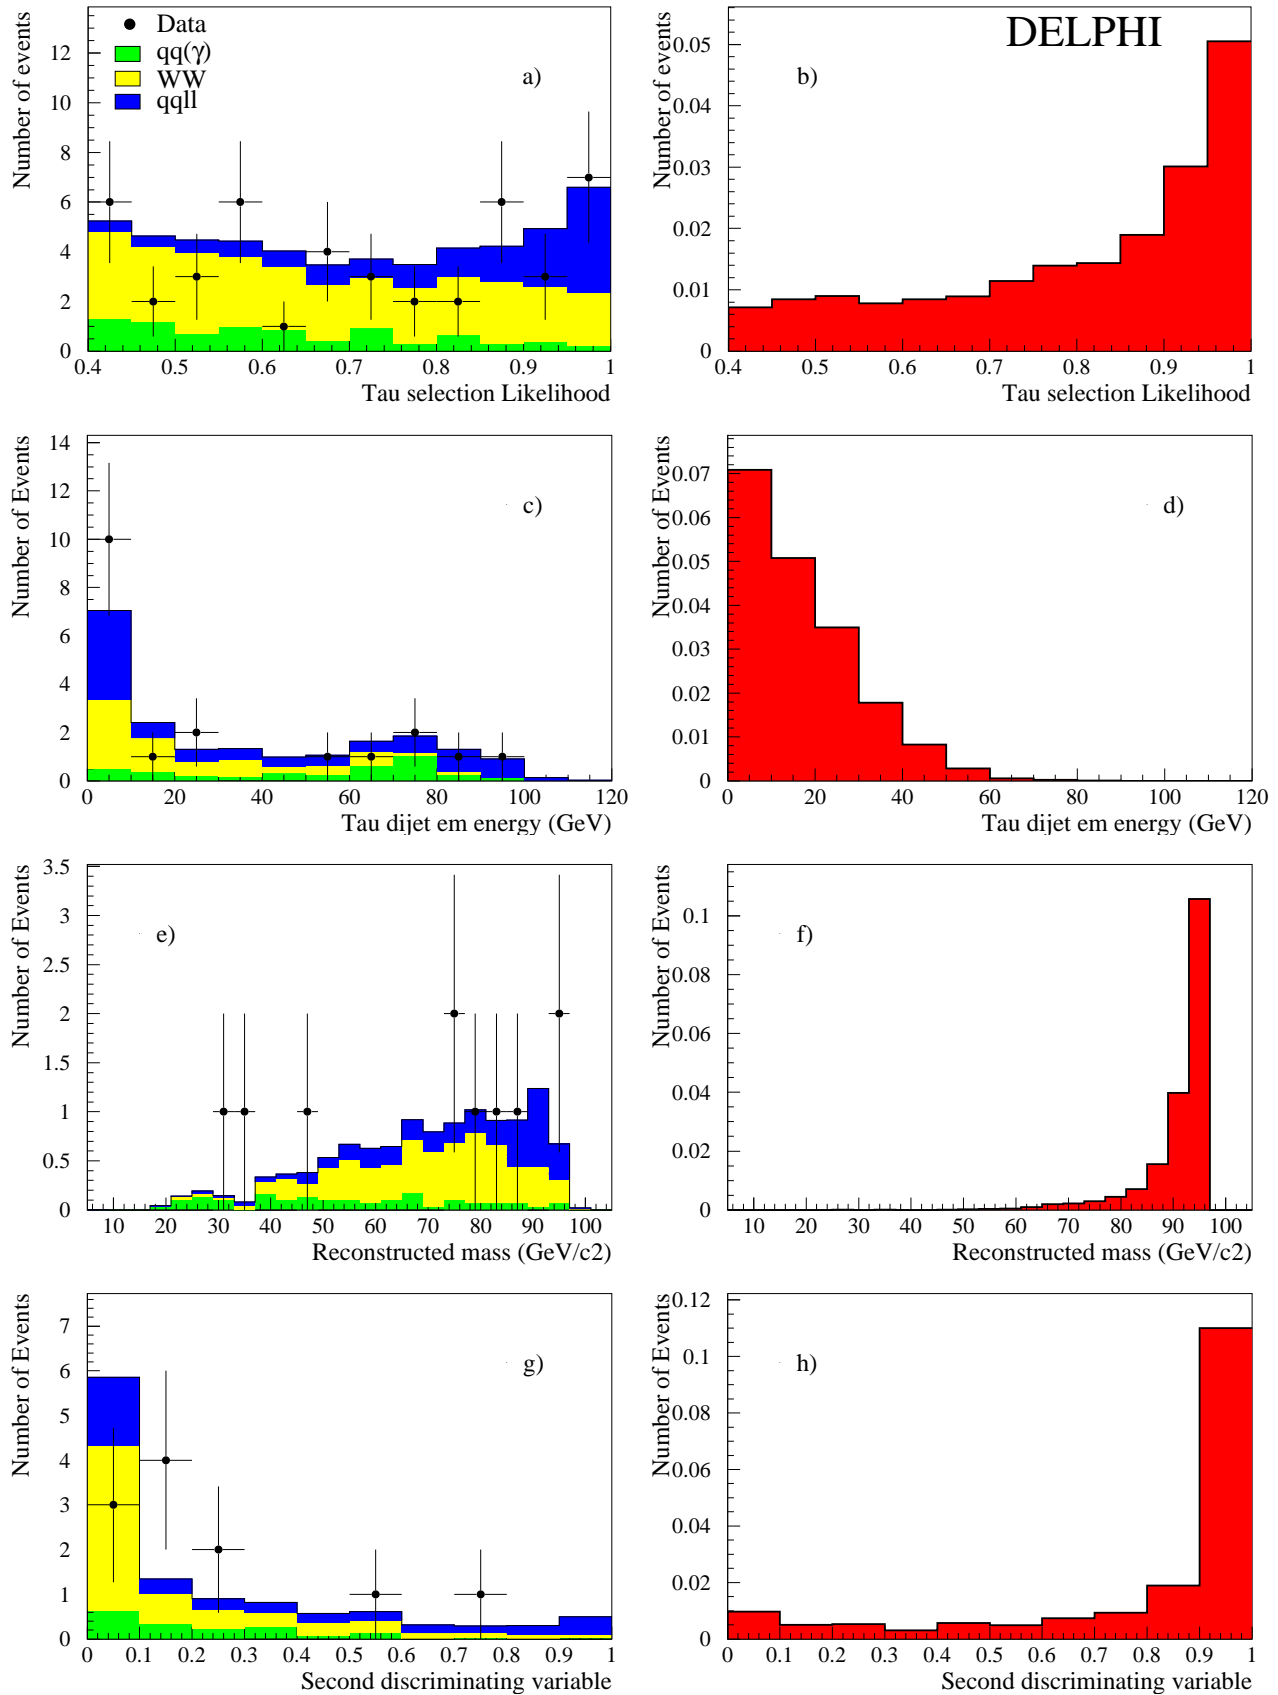 Number of events
12
10
8
6
4
2
0
Data
qq(γ)
WW
qqll
a)
0.4 0.5 0.6 0.7 0.8 0.9 1
Tau selection Likelihood
DELPHI
Number of events
0.05
0.04
0.03
0.02
0.01
0
b)
0.4 0.5 0.6 0.7 0.8 0.9 1
Tau selection Likelihood
Number of Events
14
12
10
8
6
4
2
0
c)
0 20 40 60 80 100 120
Tau dijet em energy (GeV)
Number of Events
0.07
0.06
0.05
0.04
0.03
0.02
0.01
0
d)
0 20 40 60 80 100 120
Tau dijet em energy (GeV)
Number of Events
3.5
3
2.5
2
1.5
1
0.5
0
e)
10 20 30 40 50 60 70 80 90 100
Reconstructed mass (GeV/c2)
Number of Events
0.1
0.08
0.06
0.04
0.02
0
f)
10 20 30 40 50 60 70 80 90 100
Reconstructed mass (GeV/c2)
Number of Events
7
6
5
4
3
2
1
0
g)
0 0.1 0.2 0.3 0.4 0.5 0.6 0.7 0.8 0.9 1
Second discriminating variable
Number of Events
0.12
0.1
0.08
0.06
0.04
0.02
0
h)
0 0.1 0.2 0.3 0.4 0.5 0.6 0.7 0.8 0.9 1
Second discriminating variable